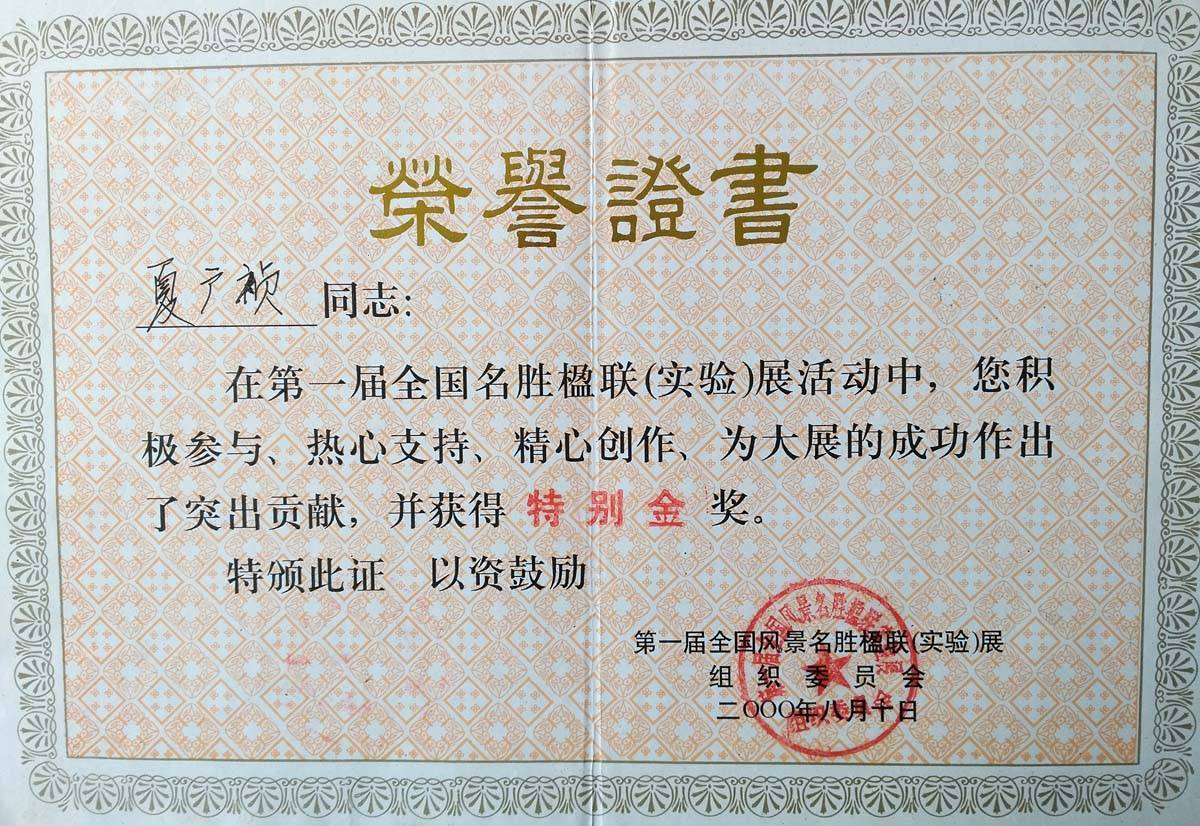 榮譽證書
夏广祯 同志:
在第一届全国名胜楹联(实验)展活动中，您积
极参与、热心支持、精心创作、为大展的成功作出
了突出贡献，并获得 特别金 奖。
特颁此证 以资鼓励
第一届全国风景名胜楹联(实验)展
组织委员会
二〇〇〇年八月十日